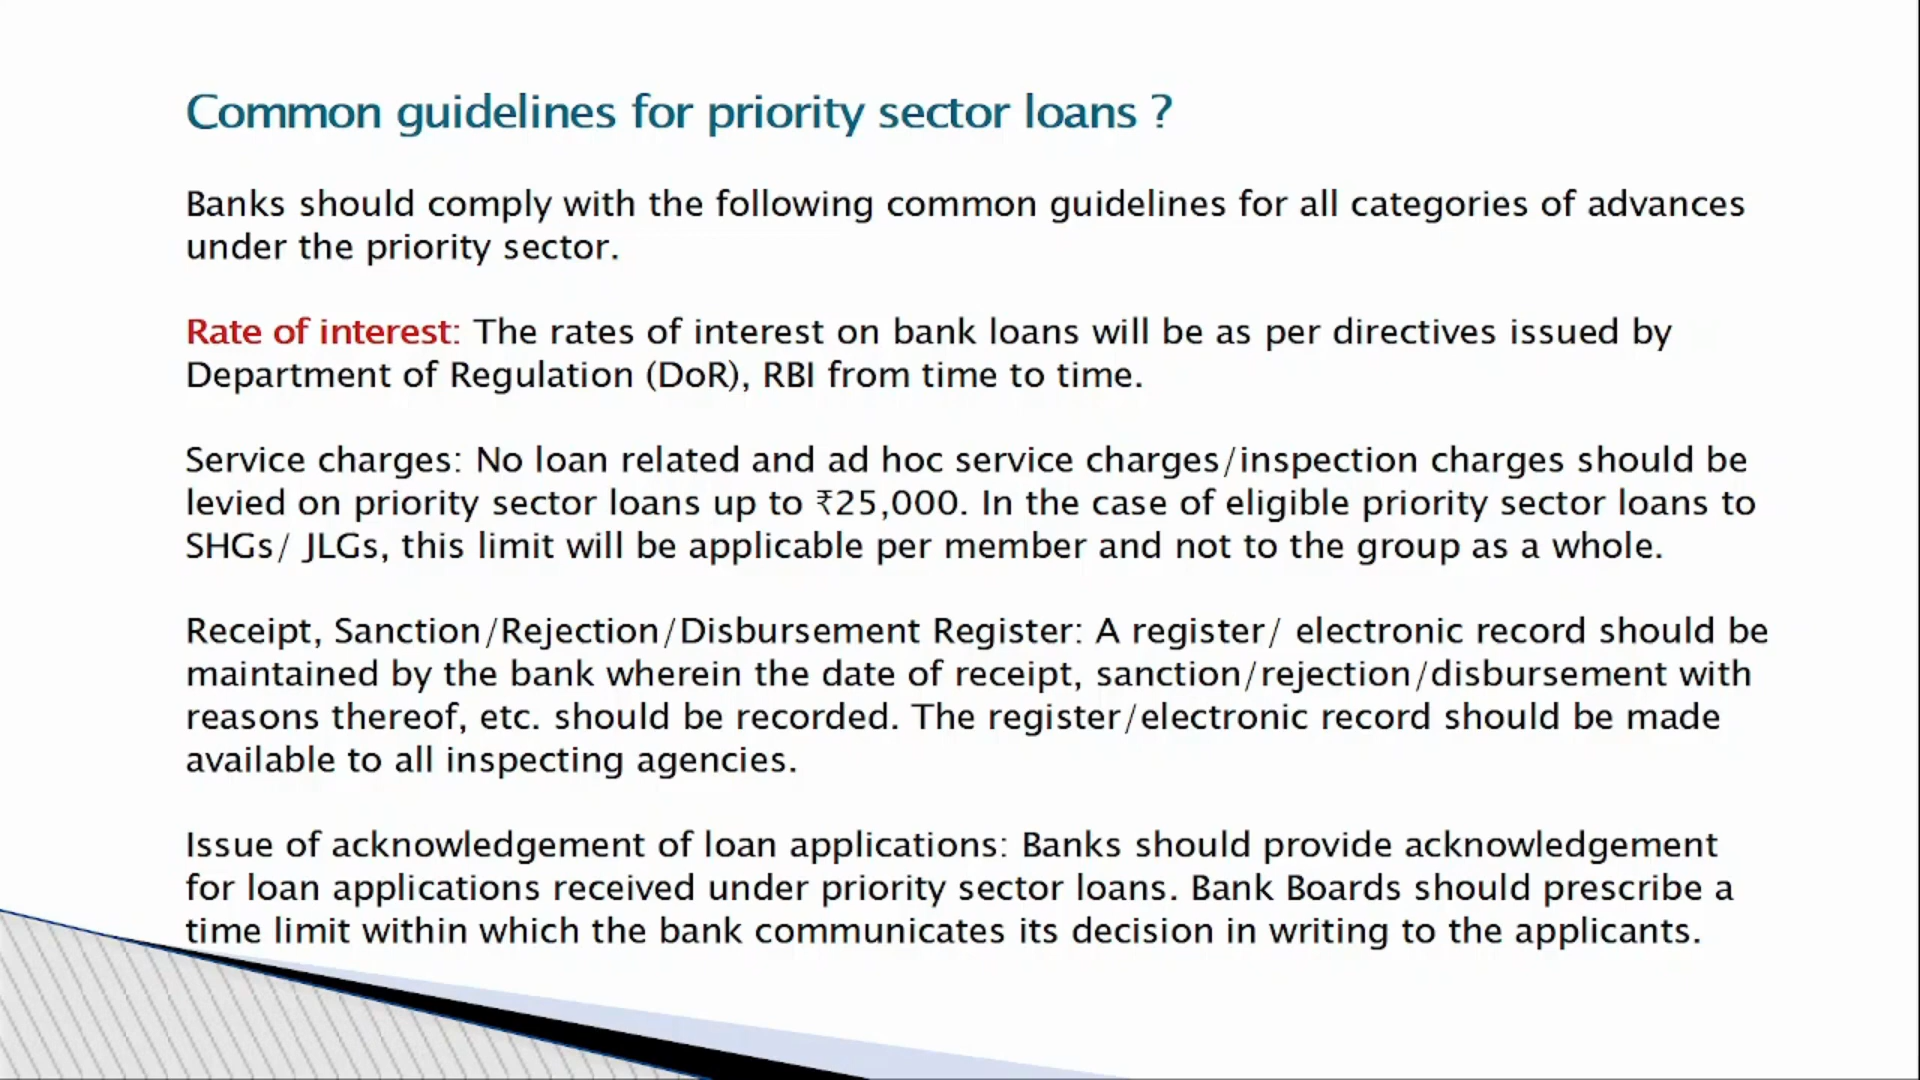 Common guidelines for priority sector loans ?
Banks should comply with the following common guidelines for all categories of advances
under the priority sector.
Rate of interest: The rates of interest on bank loans will be as per directives issued by
Department of Regulation (DoR), RBI from time to time.
Service charges: No loan related and ad hoc service charges/inspection charges should be
levied on priority sector loans up to ₹25,000. In the case of eligible priority sector loans to
SHGs/ JLGs, this limit will be applicable per member and not to the group as a whole.
Receipt, Sanction/Rejection/Disbursement Register: A register/ electronic record should be
maintained by the bank wherein the date of receipt, sanction/rejection/disbursement with
reasons thereof, etc. should be recorded. The register/electronic record should be made
available to all inspecting agencies.
Issue of acknowledgement of loan applications: Banks should provide acknowledgement
for loan applications received under priority sector loans. Bank Boards should prescribe a
time limit within which the bank communicates its decision in writing to the applicants.